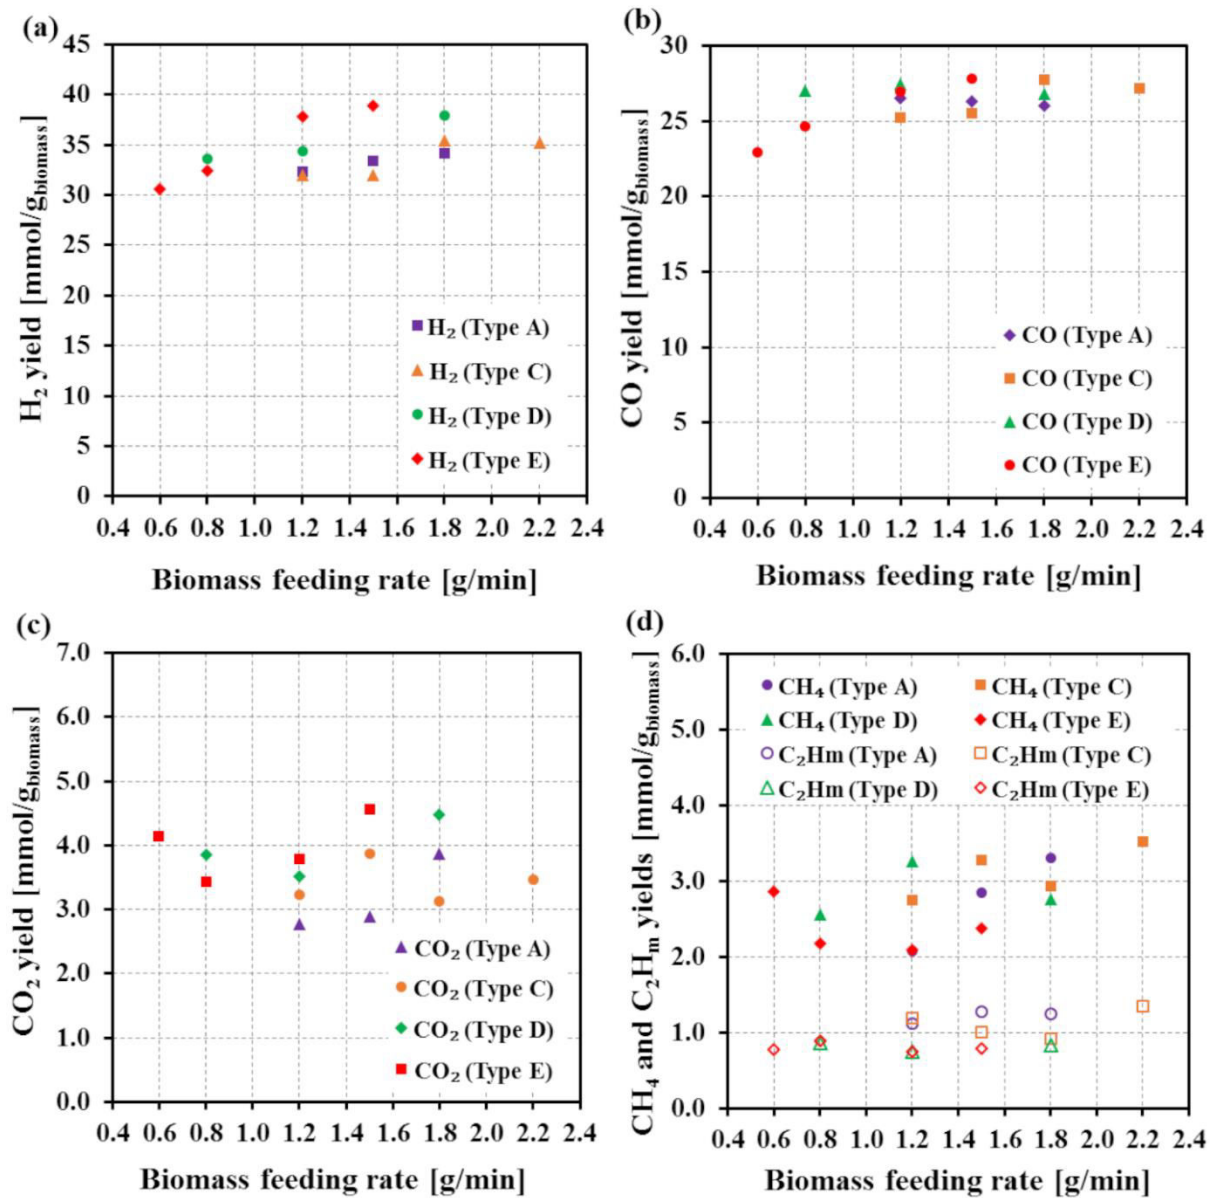 (a)
45
40
35
30
25
20
15
10
5
0
H₂ yield [mmol/g_biomass]
H₂ (Type A)
H₂ (Type C)
H₂ (Type D)
H₂ (Type E)
0.4 0.6 0.8 1.0 1.2 1.4 1.6 1.8 2.0 2.2 2.4
Biomass feeding rate [g/min]
(b)
30
25
20
15
10
5
0
CO yield [mmol/g_biomass]
CO (Type A)
CO (Type C)
CO (Type D)
CO (Type E)
0.4 0.6 0.8 1.0 1.2 1.4 1.6 1.8 2.0 2.2 2.4
Biomass feeding rate [g/min]
(c)
7.0
6.0
5.0
4.0
3.0
2.0
1.0
0.0
CO₂ yield [mmol/g_biomass]
CO₂ (Type A)
CO₂ (Type C)
CO₂ (Type D)
CO₂ (Type E)
0.4 0.6 0.8 1.0 1.2 1.4 1.6 1.8 2.0 2.2 2.4
Biomass feeding rate [g/min]
(d)
6.0
5.0
4.0
3.0
2.0
1.0
0.0
CH₄ and C₂Hₘ yields [mmol/g_biomass]
CH₄ (Type A) CH₄ (Type C)
CH₄ (Type D) CH₄ (Type E)
C₂Hm (Type A) C₂Hm (Type C)
C₂Hm (Type D) C₂Hm (Type E)
0.4 0.6 0.8 1.0 1.2 1.4 1.6 1.8 2.0 2.2 2.4
Biomass feeding rate [g/min]